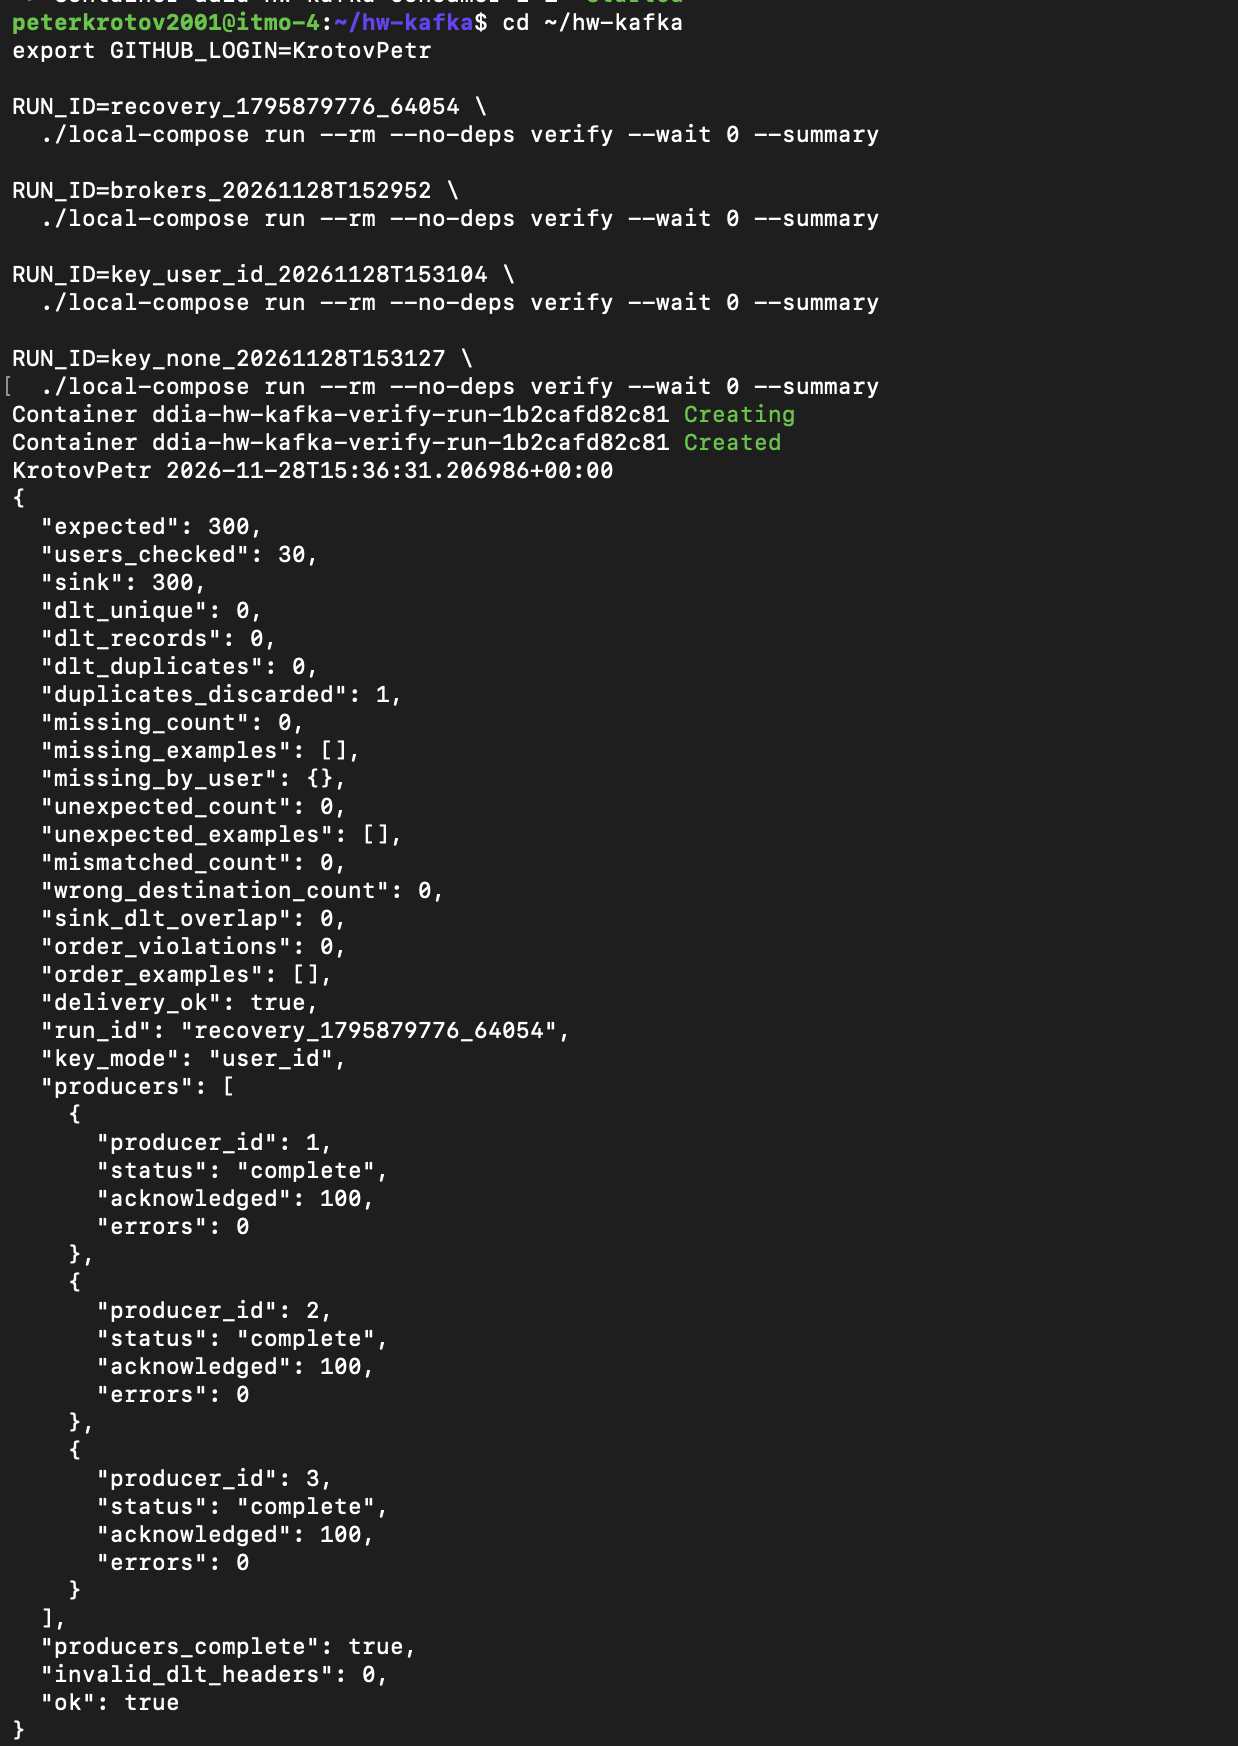 peterkrotov2001@itmo-4:~/hw-kafka$ cd ~/hw-kafka
export GITHUB_LOGIN=KrotovPetr
RUN_ID=recovery_1795879776_64054 \
  ./local-compose run --rm --no-deps verify --wait 0 --summary
RUN_ID=brokers_20261128T152952 \
  ./local-compose run --rm --no-deps verify --wait 0 --summary
RUN_ID=key_user_id_20261128T153104 \
  ./local-compose run --rm --no-deps verify --wait 0 --summary
RUN_ID=key_none_20261128T153127 \
[  ./local-compose run --rm --no-deps verify --wait 0 --summary
Container ddia-hw-kafka-verify-run-1b2cafd82c81 Creating
Container ddia-hw-kafka-verify-run-1b2cafd82c81 Created
KrotovPetr 2026-11-28T15:36:31.206986+00:00
{
  "expected": 300,
  "users_checked": 30,
  "sink": 300,
  "dlt_unique": 0,
  "dlt_records": 0,
  "dlt_duplicates": 0,
  "duplicates_discarded": 1,
  "missing_count": 0,
  "missing_examples": [],
  "missing_by_user": {},
  "unexpected_count": 0,
  "unexpected_examples": [],
  "mismatched_count": 0,
  "wrong_destination_count": 0,
  "sink_dlt_overlap": 0,
  "order_violations": 0,
  "order_examples": [],
  "delivery_ok": true,
  "run_id": "recovery_1795879776_64054",
  "key_mode": "user_id",
  "producers": [
    {
      "producer_id": 1,
      "status": "complete",
      "acknowledged": 100,
      "errors": 0
    },
    {
      "producer_id": 2,
      "status": "complete",
      "acknowledged": 100,
      "errors": 0
    },
    {
      "producer_id": 3,
      "status": "complete",
      "acknowledged": 100,
      "errors": 0
    }
  ],
  "producers_complete": true,
  "invalid_dlt_headers": 0,
  "ok": true
}